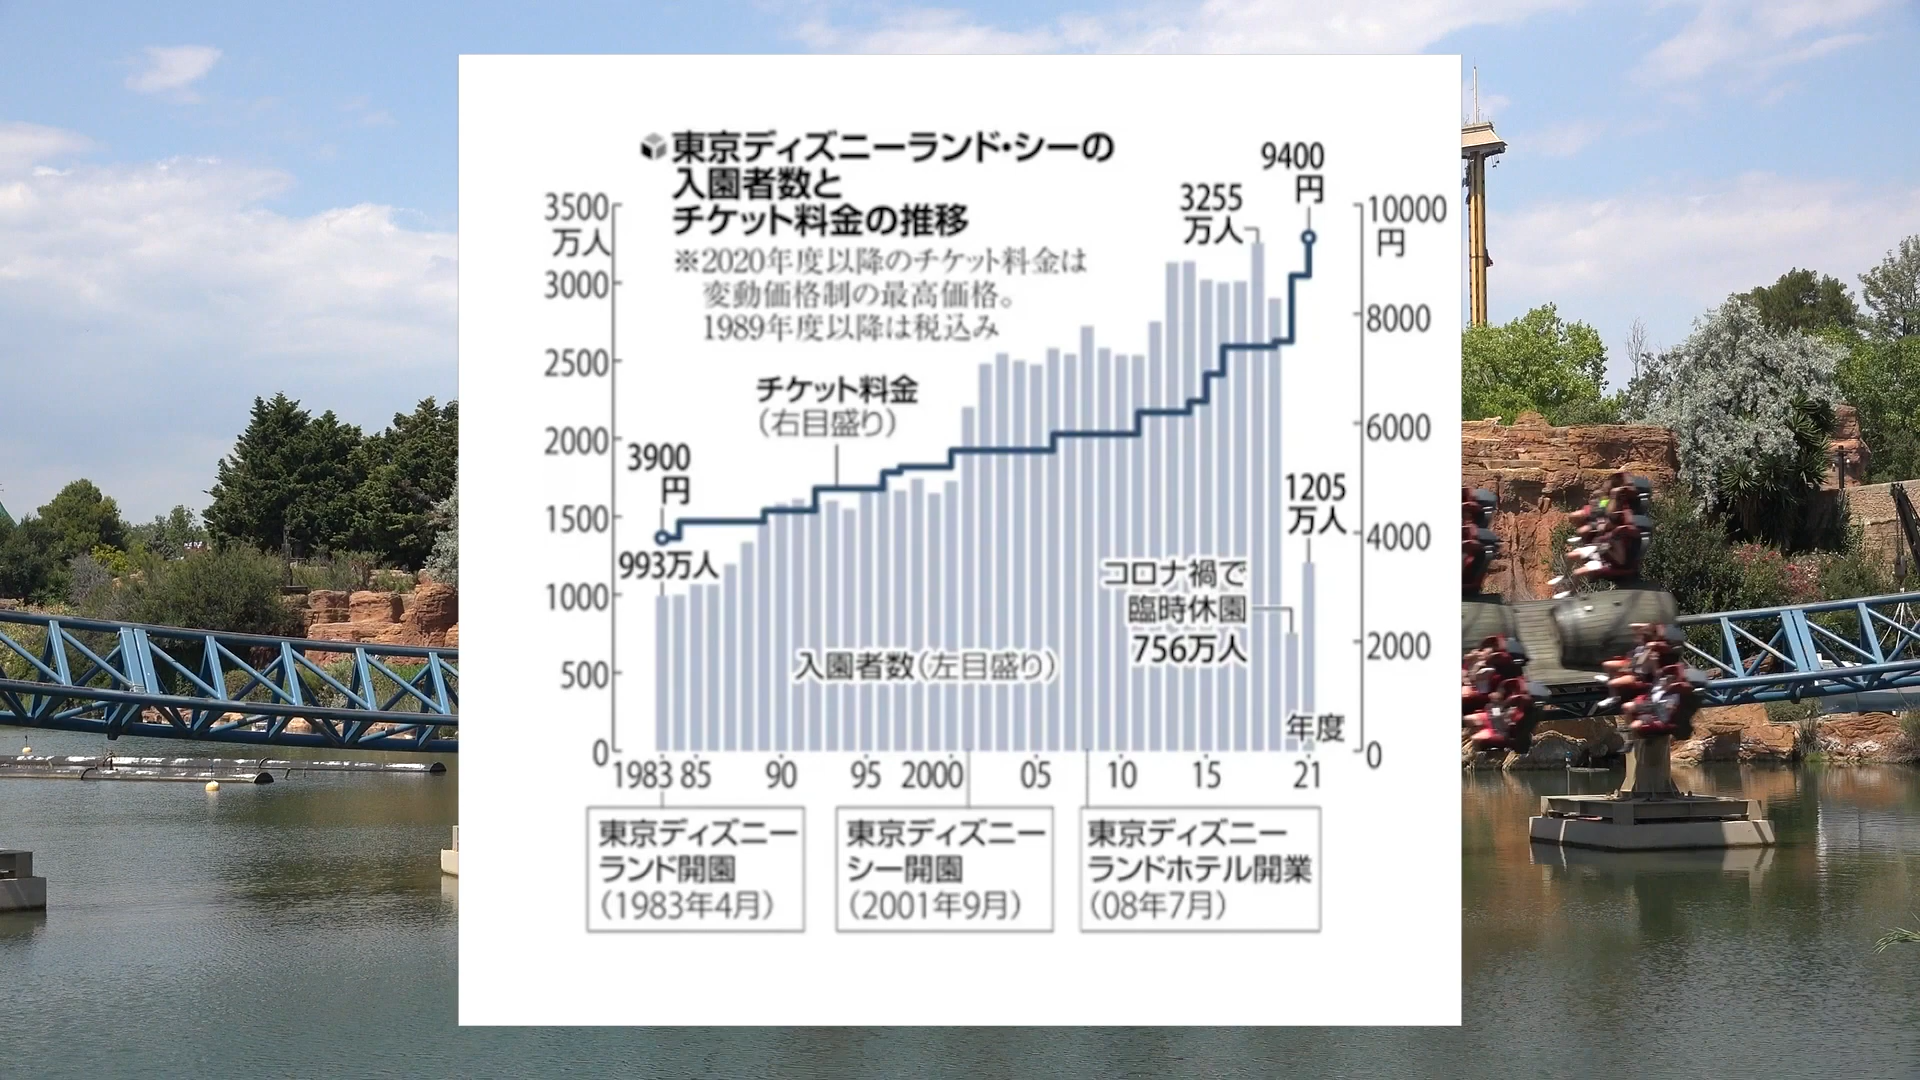 東京ディズニーランド・シーの
入園者数と
チケット料金の推移
※2020年度以降のチケット料金は
変動価格制の最高価格。
1989年度以降は税込み
3500
万人
3000
2500
2000
1500
1000
500
0
10000
円
8000
6000
4000
2000
0
チケット料金
(右目盛り)
3900
円
993万人
3255
万人
9400
円
1205
万人
コロナ禍で
臨時休園
756万人
入園者数(左目盛り)
年度
1983 85 90 95 2000 05 10 15 21
東京ディズニー
ランド開園
(1983年4月)
東京ディズニー
シー開園
(2001年9月)
東京ディズニー
ランドホテル開業
(08年7月)